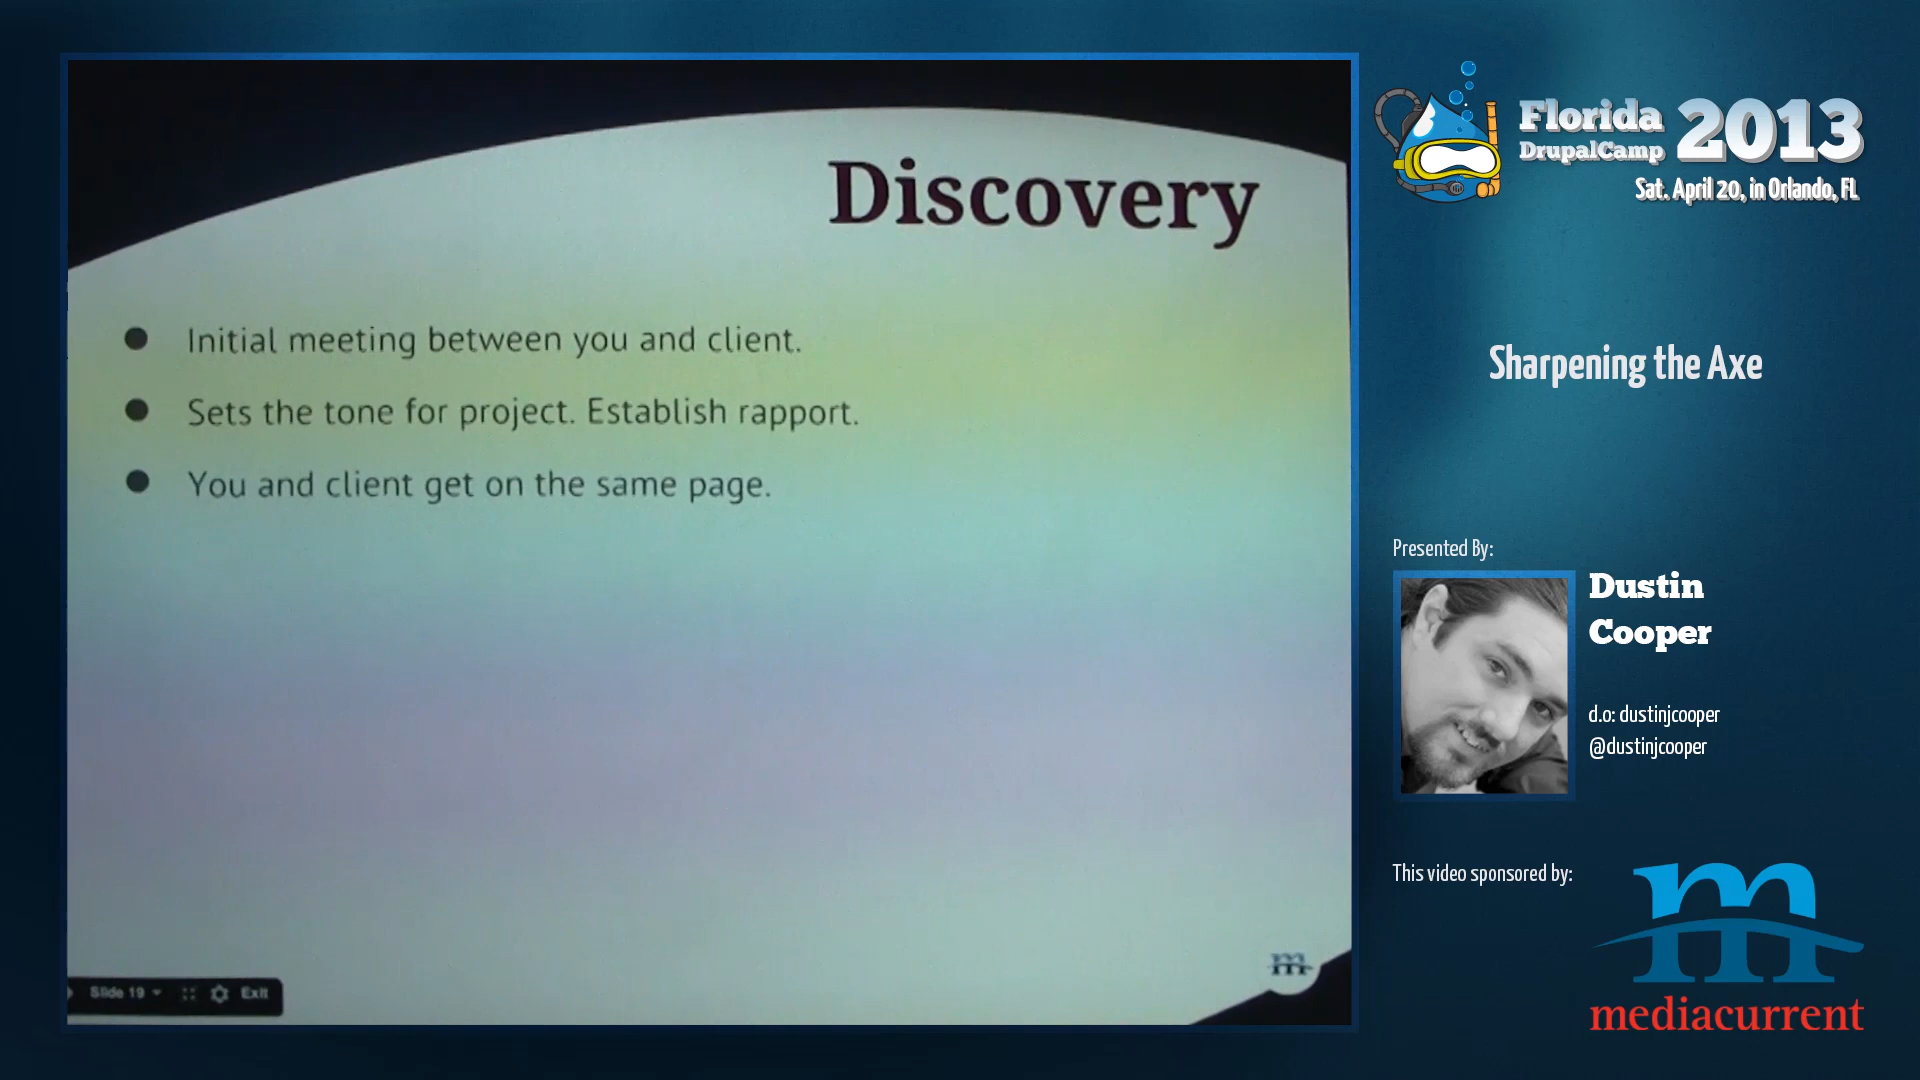 Discovery
Initial meeting between you and client.
Sets the tone for project. Establish rapport.
You and client get on the same page.
Slide 19
Exit
m
Florida
DrupalCamp
2013
Sat. April 20, in Orlando, FL
Sharpening the Axe
Presented By:
Dustin
Cooper
d.o: dustinjcooper
@dustinjcooper
This video sponsored by:
m
mediacurrent